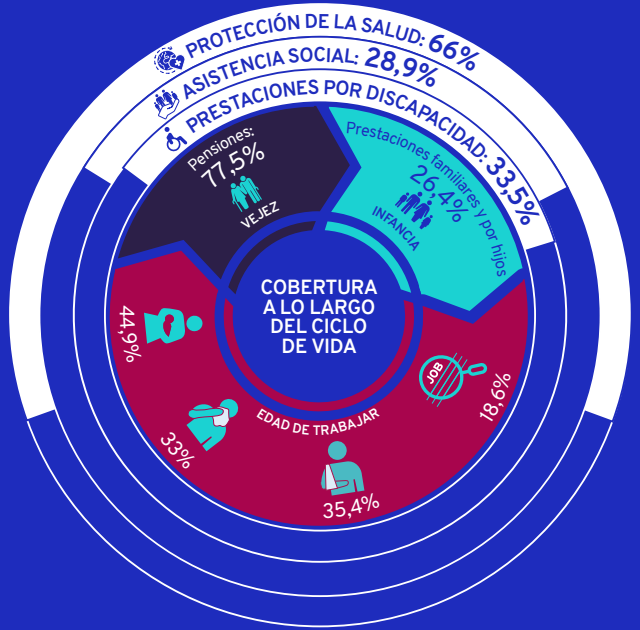 PROTECCIÓN DE LA SALUD: 66%
ASISTENCIA SOCIAL: 28,9%
PRESTACIONES POR DISCAPACIDAD: 33,5%
Pensiones:
77,5%
VEJEZ
Prestaciones familiares y por hijos
26,4%
INFANCIA
COBERTURA
A LO LARGO
DEL CICLO
DE VIDA
JOB
18,6%
EDAD DE TRABAJAR
35,4%
33%
44,9%